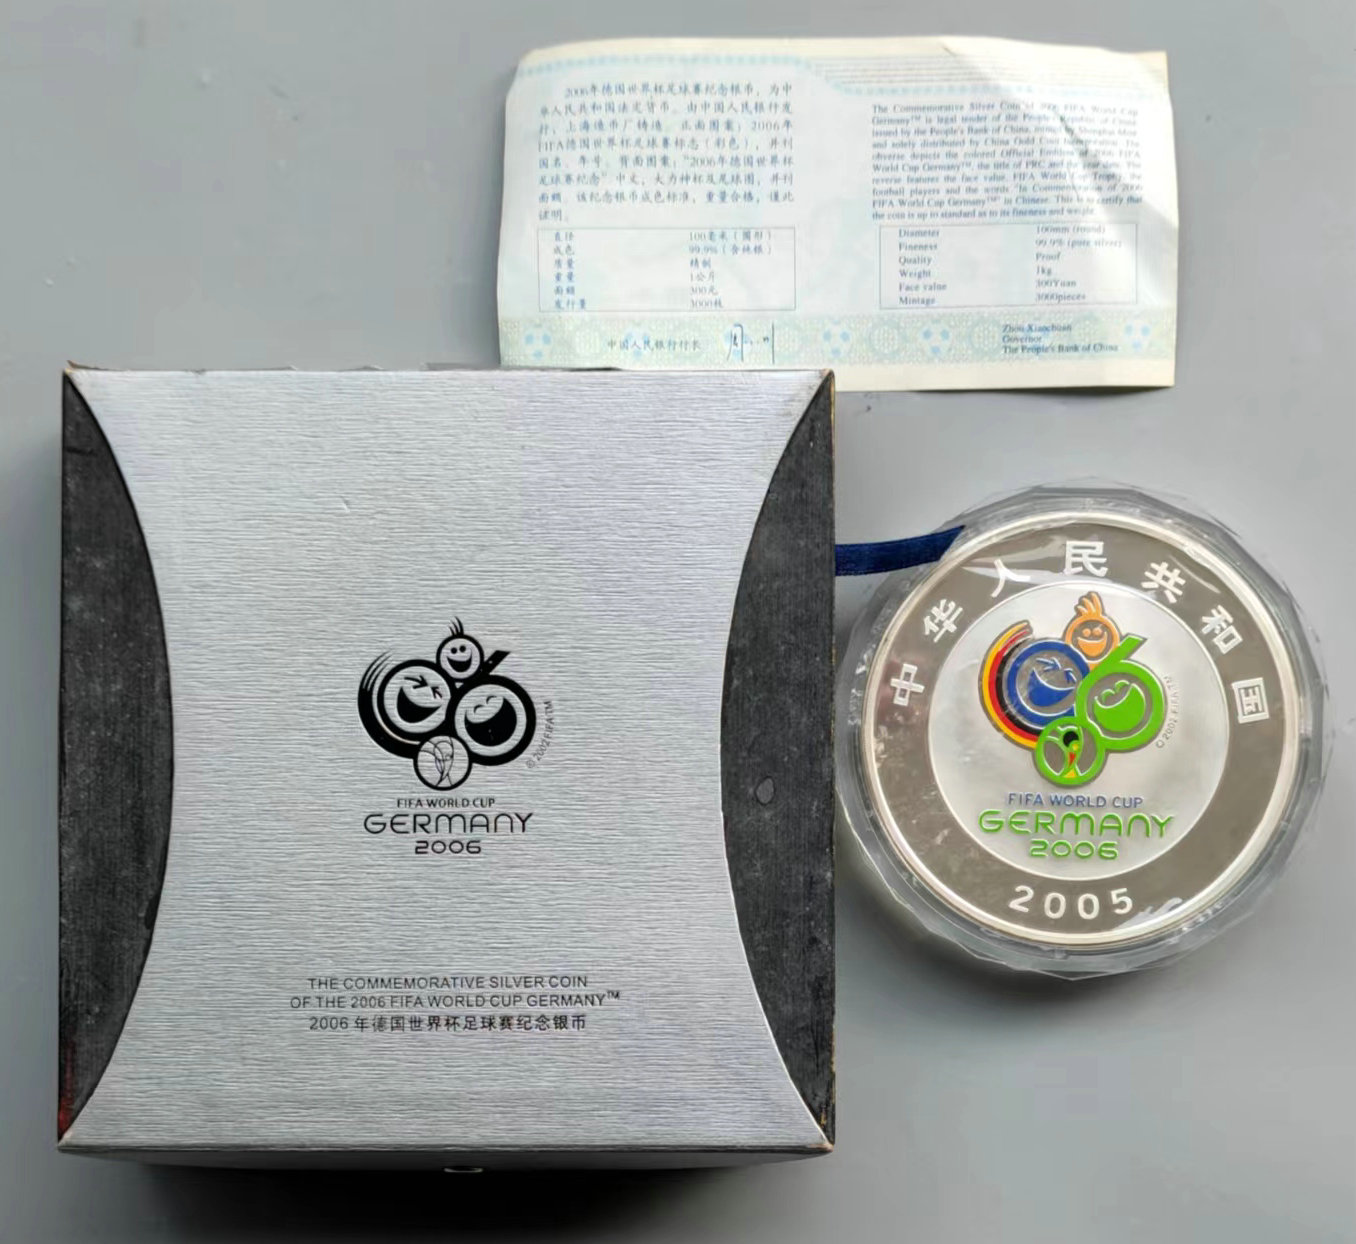 2006年德国世界杯足球赛纪念银币，为中
华人民共和国法定货币。由中国人民银行发
行，上海造币厂铸造。正面图案：2006年
FIFA德国世界杯足球赛标志（彩色），并刊
国名、年号。背面图案：“2006年德国世界杯
足球赛纪念”中文，大力神杯及足球图，并刊
面额。该纪念银币成色标准，重量合格，谨此
证明。
直径 100毫米（圆形）
成色 99.9%（含纯银）
质量 精制
重量 1公斤
面额 300元
发行量 3000枚
中国人民银行行长
The Commemorative Silver Coin of 2006 FIFA World Cup
Germany™ is legal tender of the People's Republic of China,
issued by the People's Bank of China, minted by Shanghai Mint
and solely distributed by China Gold Coin Incorporation. The
obverse depicts the colored Official Emblem of 2006 FIFA
World Cup Germany™, the title of PRC and the year date. The
reverse features the face value, FIFA World Cup Trophy, the
football players and the words "In Commemoration of 2006
FIFA World Cup Germany™" in Chinese. This is to certify that
the coin is up to standard as to its fineness and weight.
Diameter 100mm (round)
Fineness 99.9% (pure silver)
Quality Proof
Weight 1kg
Face value 300Yuan
Mintage 3000pieces
Zhou Xiaochuan
Governor
The People's Bank of China
© 2002 FIFA TM
FIFA WORLD CUP
GERMANY
2006
THE COMMEMORATIVE SILVER COIN
OF THE 2006 FIFA WORLD CUP GERMANY™
2006年德国世界杯足球赛纪念银币
中华人民共和国
© 2002 FIFA TM
FIFA WORLD CUP
GERMANY
2006
2005